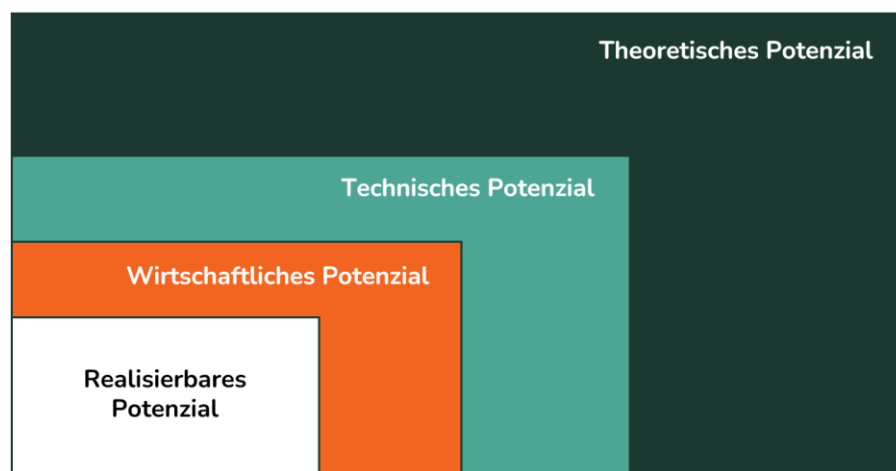 Theoretisches Potenzial
Technisches Potenzial
Wirtschaftliches Potenzial
Realisierbares
Potenzial